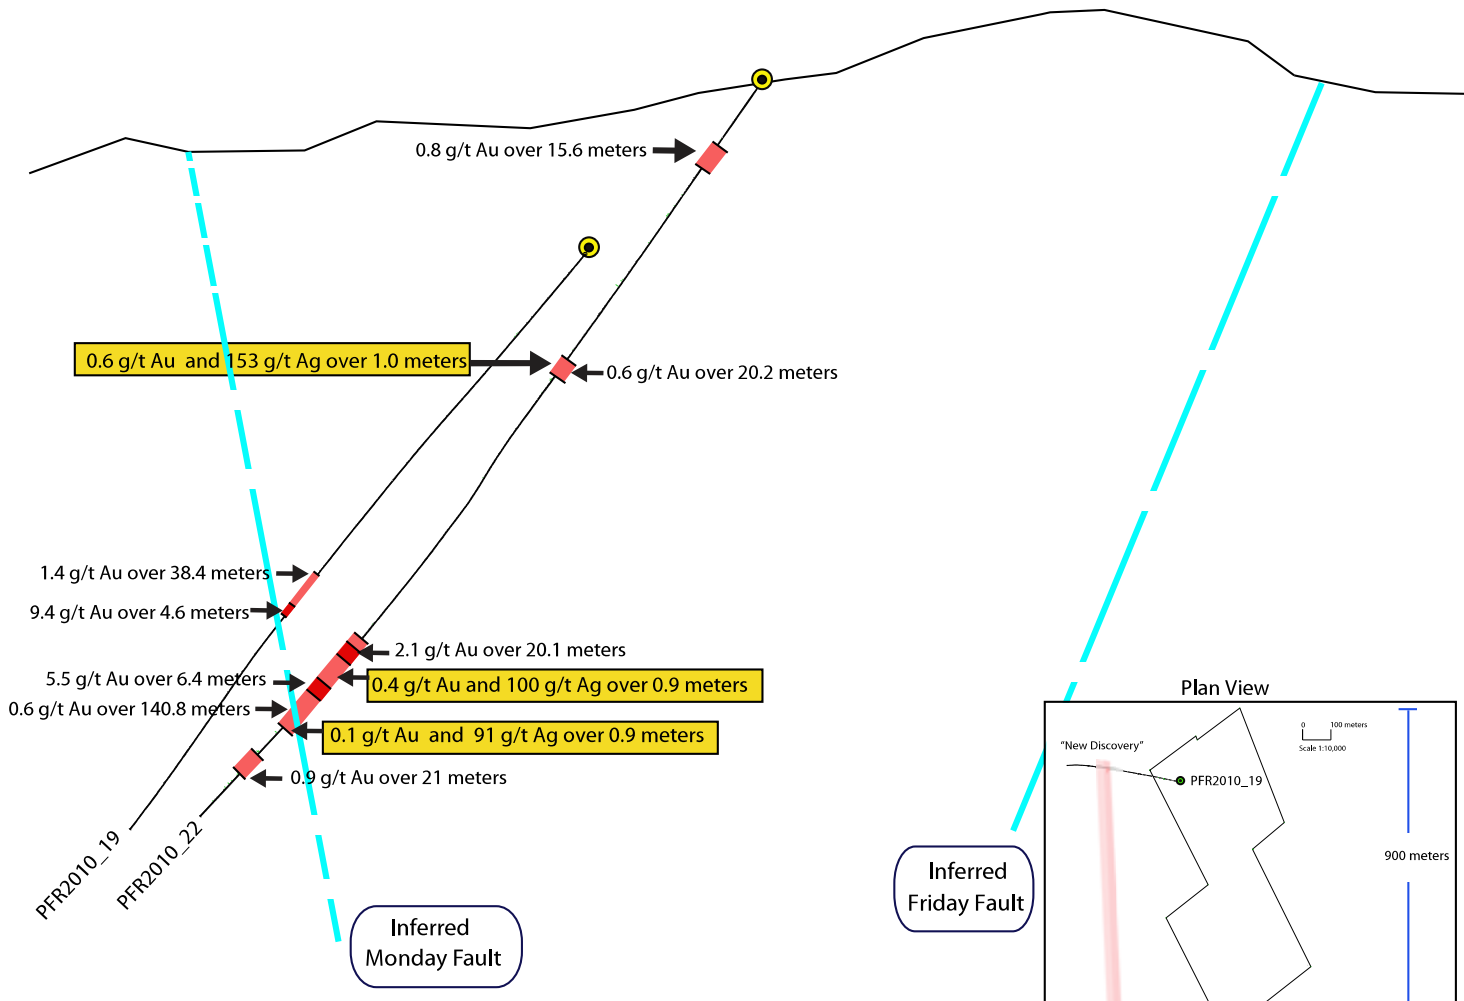 0.8 g/t Au over 15.6 meters
0.6 g/t Au and 153 g/t Ag over 1.0 meters
0.6 g/t Au over 20.2 meters
1.4 g/t Au over 38.4 meters
9.4 g/t Au over 4.6 meters
2.1 g/t Au over 20.1 meters
5.5 g/t Au over 6.4 meters
0.4 g/t Au and 100 g/t Ag over 0.9 meters
0.6 g/t Au over 140.8 meters
0.1 g/t Au and 91 g/t Ag over 0.9 meters
0.9 g/t Au over 21 meters
PFR2010_19
PFR2010_22
Inferred
Monday Fault
Inferred
Friday Fault
Plan View
0 100 meters
Scale 1:10,000
"New Discovery"
PFR2010_19
900 meters